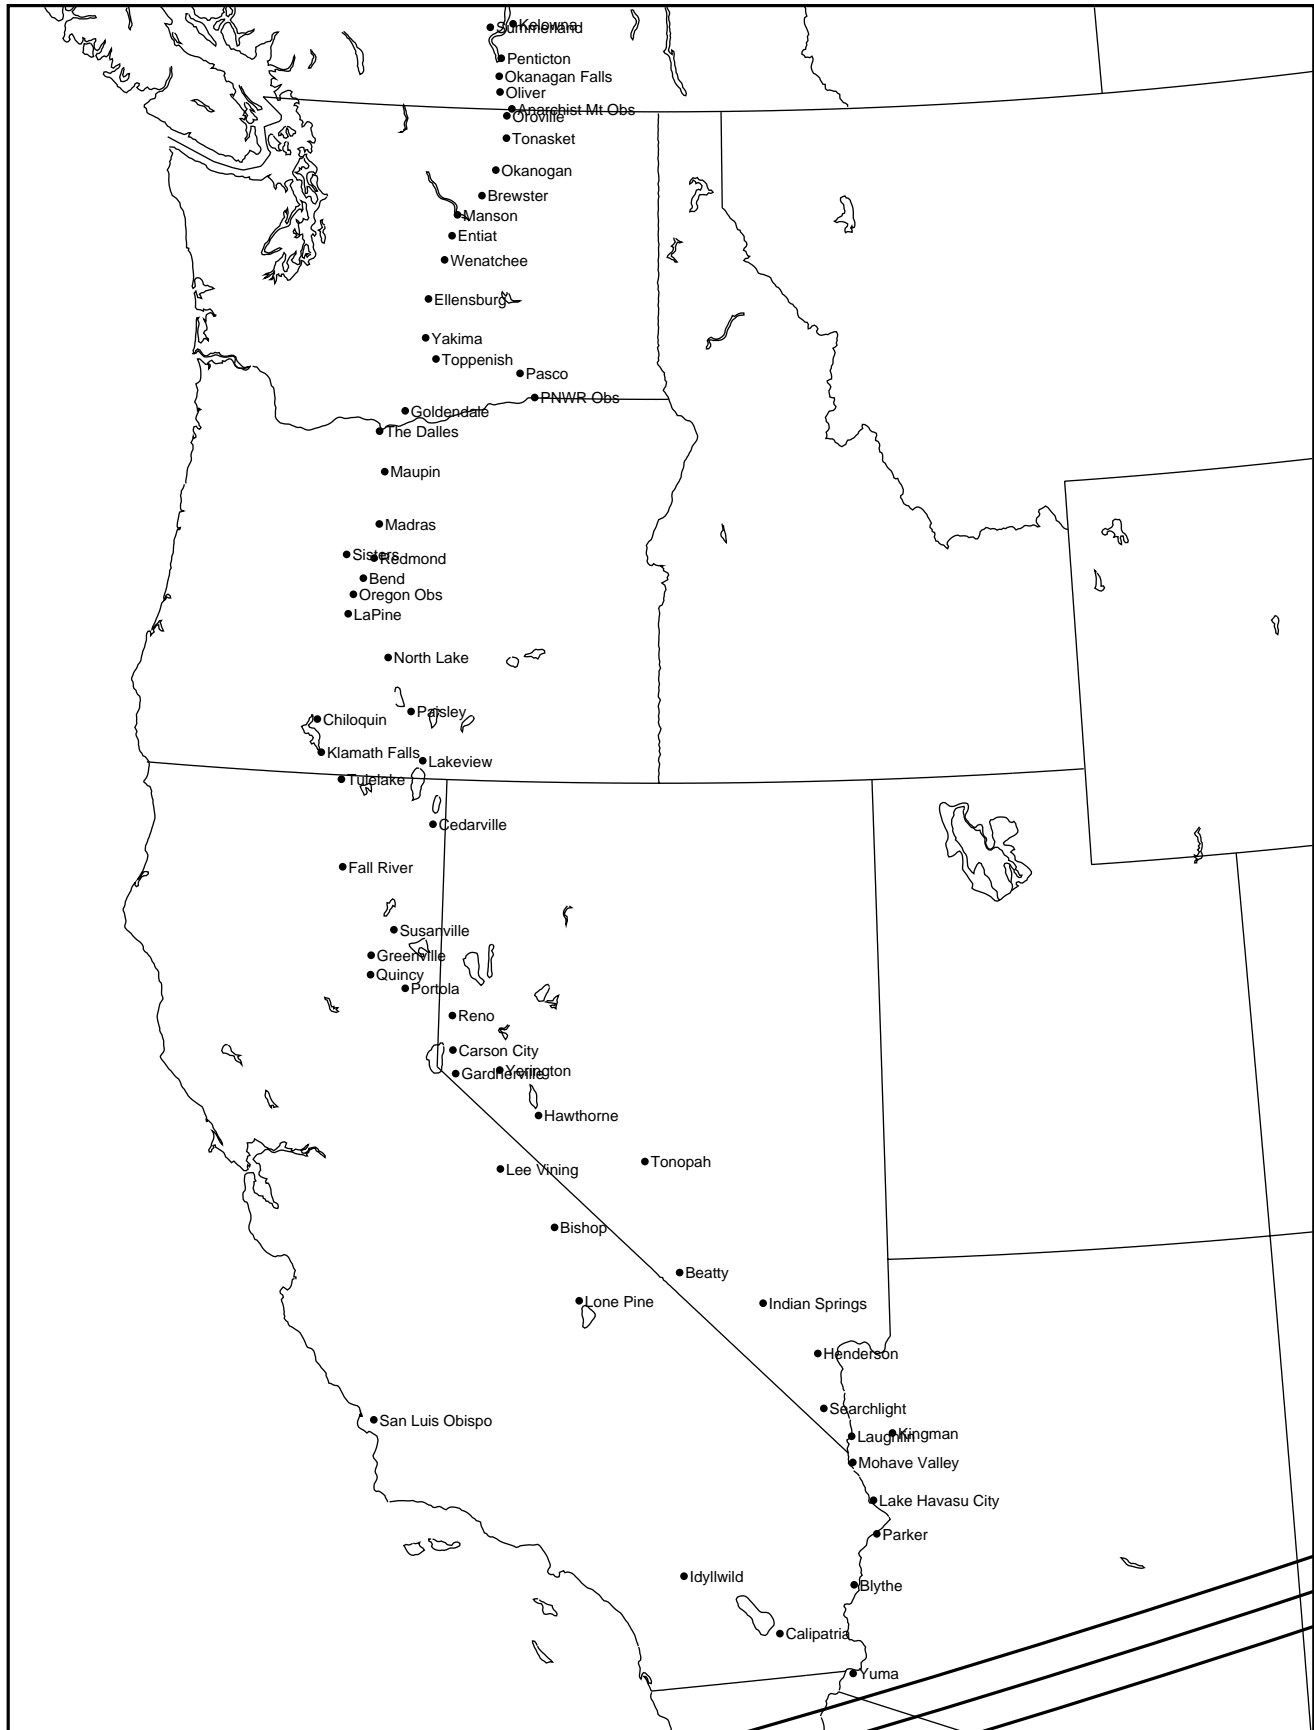 Kelowna
Summerland
Penticton
Okanagan Falls
Oliver
Anarchist Mt Obs
Oroville
Tonasket
Okanogan
Brewster
Manson
Entiat
Wenatchee
Ellensburg
Yakima
Toppenish
Pasco
PNWR Obs
Goldendale
The Dalles
Maupin
Madras
Sisters
Redmond
Bend
Oregon Obs
LaPine
North Lake
Paisley
Chiloquin
Klamath Falls
Lakeview
Tulelake
Cedarville
Fall River
Susanville
Greenville
Quincy
Portola
Reno
Carson City
Yerington
Gardnerville
Hawthorne
Tonopah
Lee Vining
Bishop
Beatty
Lone Pine
Indian Springs
Henderson
Searchlight
San Luis Obispo
Kingman
Laughlin
Mohave Valley
Lake Havasu City
Parker
Idyllwild
Blythe
Calipatria
Yuma